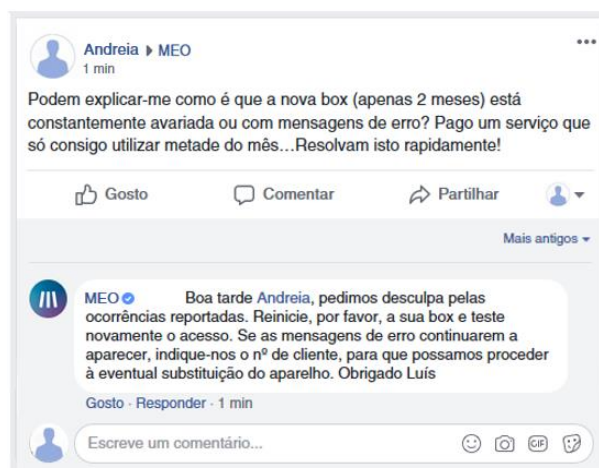 Andreia ▸ MEO
1 min
Podem explicar-me como é que a nova box (apenas 2 meses) está
constantemente avariada ou com mensagens de erro? Pago um serviço que
só consigo utilizar metade do mês...Resolvam isto rapidamente!
Gosto Comentar Partilhar
Mais antigos
MEO Boa tarde Andreia, pedimos desculpa pelas
ocorrências reportadas. Reinicie, por favor, a sua box e teste
novamente o acesso. Se as mensagens de erro continuarem a
aparecer, indique-nos o nº de cliente, para que possamos proceder
à eventual substituição do aparelho. Obrigado Luís
Gosto · Responder · 1 min
Escreve um comentário... GIF